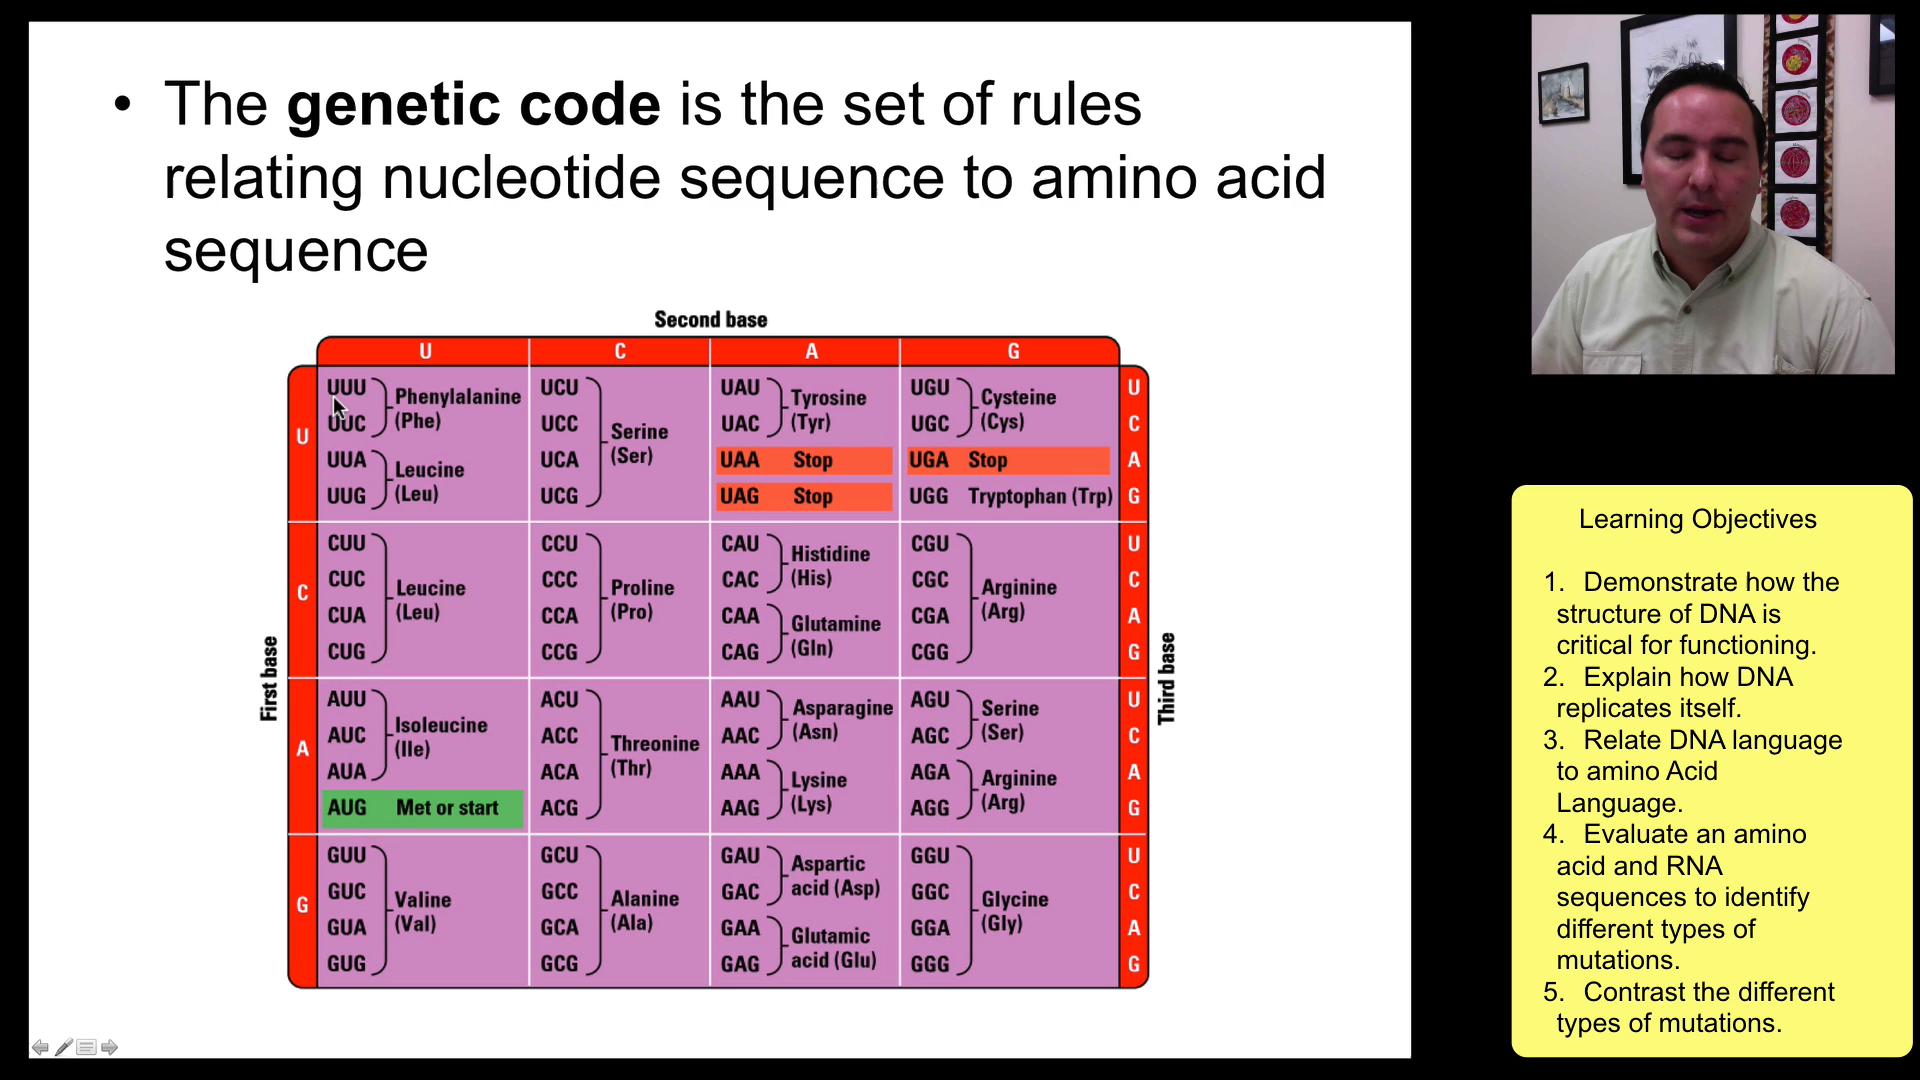 • The genetic code is the set of rules
relating nucleotide sequence to amino acid
sequence
Second base
U C A G
First base
Third base
U
UUU
UUC
Phenylalanine
(Phe)
UUA
UUG
Leucine
(Leu)
UCU
UCC
UCA
UCG
Serine
(Ser)
UAU
UAC
Tyrosine
(Tyr)
UAA Stop
UAG Stop
UGU
UGC
Cysteine
(Cys)
UGA Stop
UGG Tryptophan (Trp)
U
C
A
G
C
CUU
CUC
CUA
CUG
Leucine
(Leu)
CCU
CCC
CCA
CCG
Proline
(Pro)
CAU
CAC
Histidine
(His)
CAA
CAG
Glutamine
(Gln)
CGU
CGC
CGA
CGG
Arginine
(Arg)
U
C
A
G
A
AUU
AUC
AUA
Isoleucine
(Ile)
AUG Met or start
ACU
ACC
ACA
ACG
Threonine
(Thr)
AAU
AAC
Asparagine
(Asn)
AAA
AAG
Lysine
(Lys)
AGU
AGC
Serine
(Ser)
AGA
AGG
Arginine
(Arg)
U
C
A
G
G
GUU
GUC
GUA
GUG
Valine
(Val)
GCU
GCC
GCA
GCG
Alanine
(Ala)
GAU
GAC
Aspartic
acid (Asp)
GAA
GAG
Glutamic
acid (Glu)
GGU
GGC
GGA
GGG
Glycine
(Gly)
U
C
A
G
Learning Objectives
1. Demonstrate how the
structure of DNA is
critical for functioning.
2. Explain how DNA
replicates itself.
3. Relate DNA language
to amino Acid
Language.
4. Evaluate an amino
acid and RNA
sequences to identify
different types of
mutations.
5. Contrast the different
types of mutations.